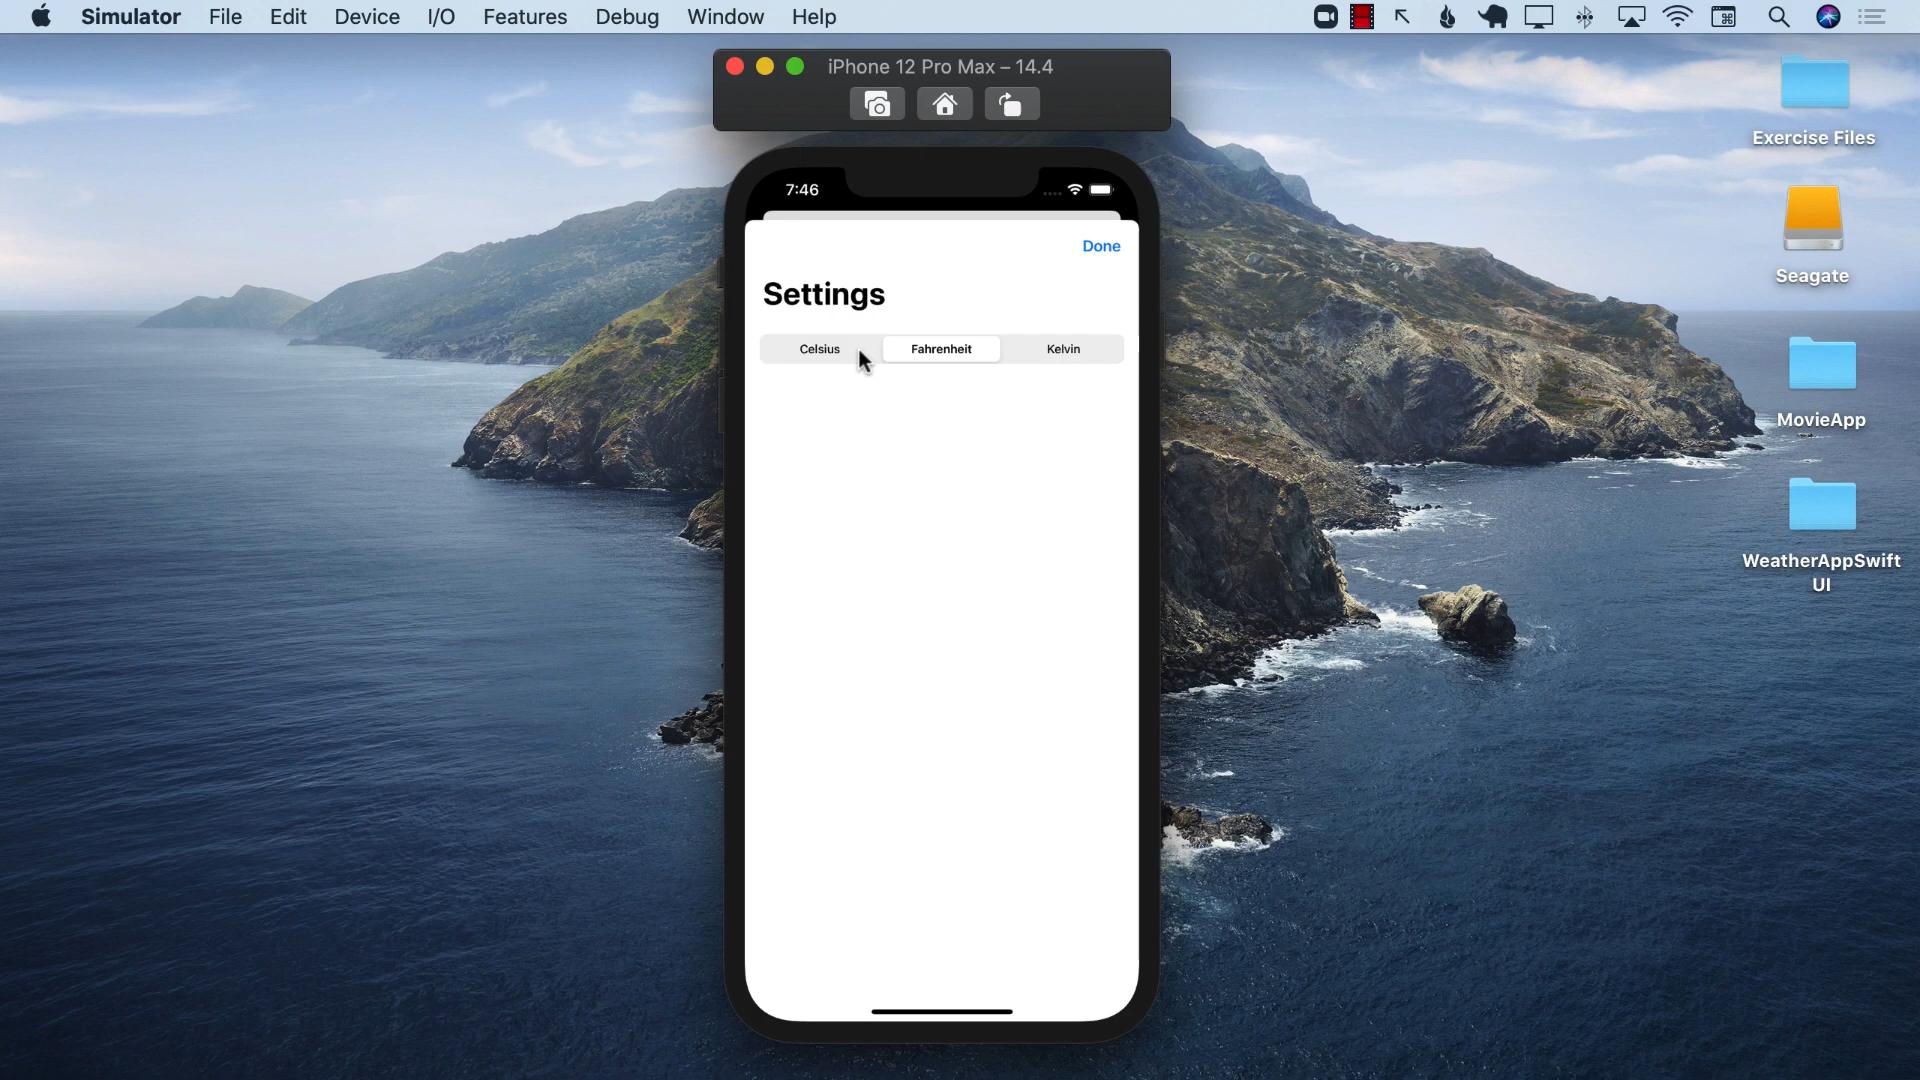 Simulator File Edit Device I/O Features Debug Window Help
iPhone 12 Pro Max – 14.4
7:46
Done
Settings
Celsius Fahrenheit Kelvin
Exercise Files
Seagate
MovieApp
WeatherAppSwift
UI